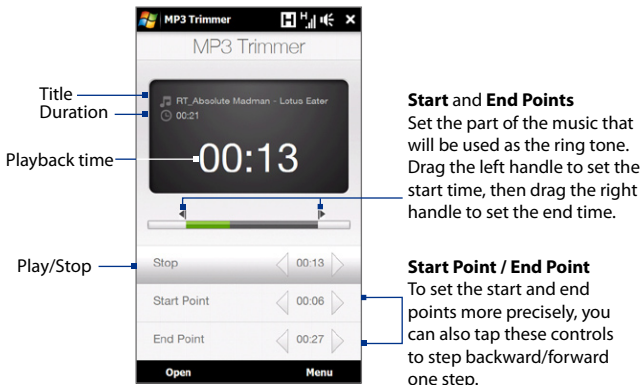 MP3 Trimmer
H
MP3 Trimmer
Title
RT_Absolute Madman - Lotus Eater
Duration
00:21
Playback time
00:13
Start and End Points
Set the part of the music that
will be used as the ring tone.
Drag the left handle to set the
start time, then drag the right
handle to set the end time.
Play/Stop
Stop
00:13
Start Point
00:06
End Point
00:27
Start Point / End Point
To set the start and end
points more precisely, you
can also tap these controls
to step backward/forward
one step.
Open
Menu